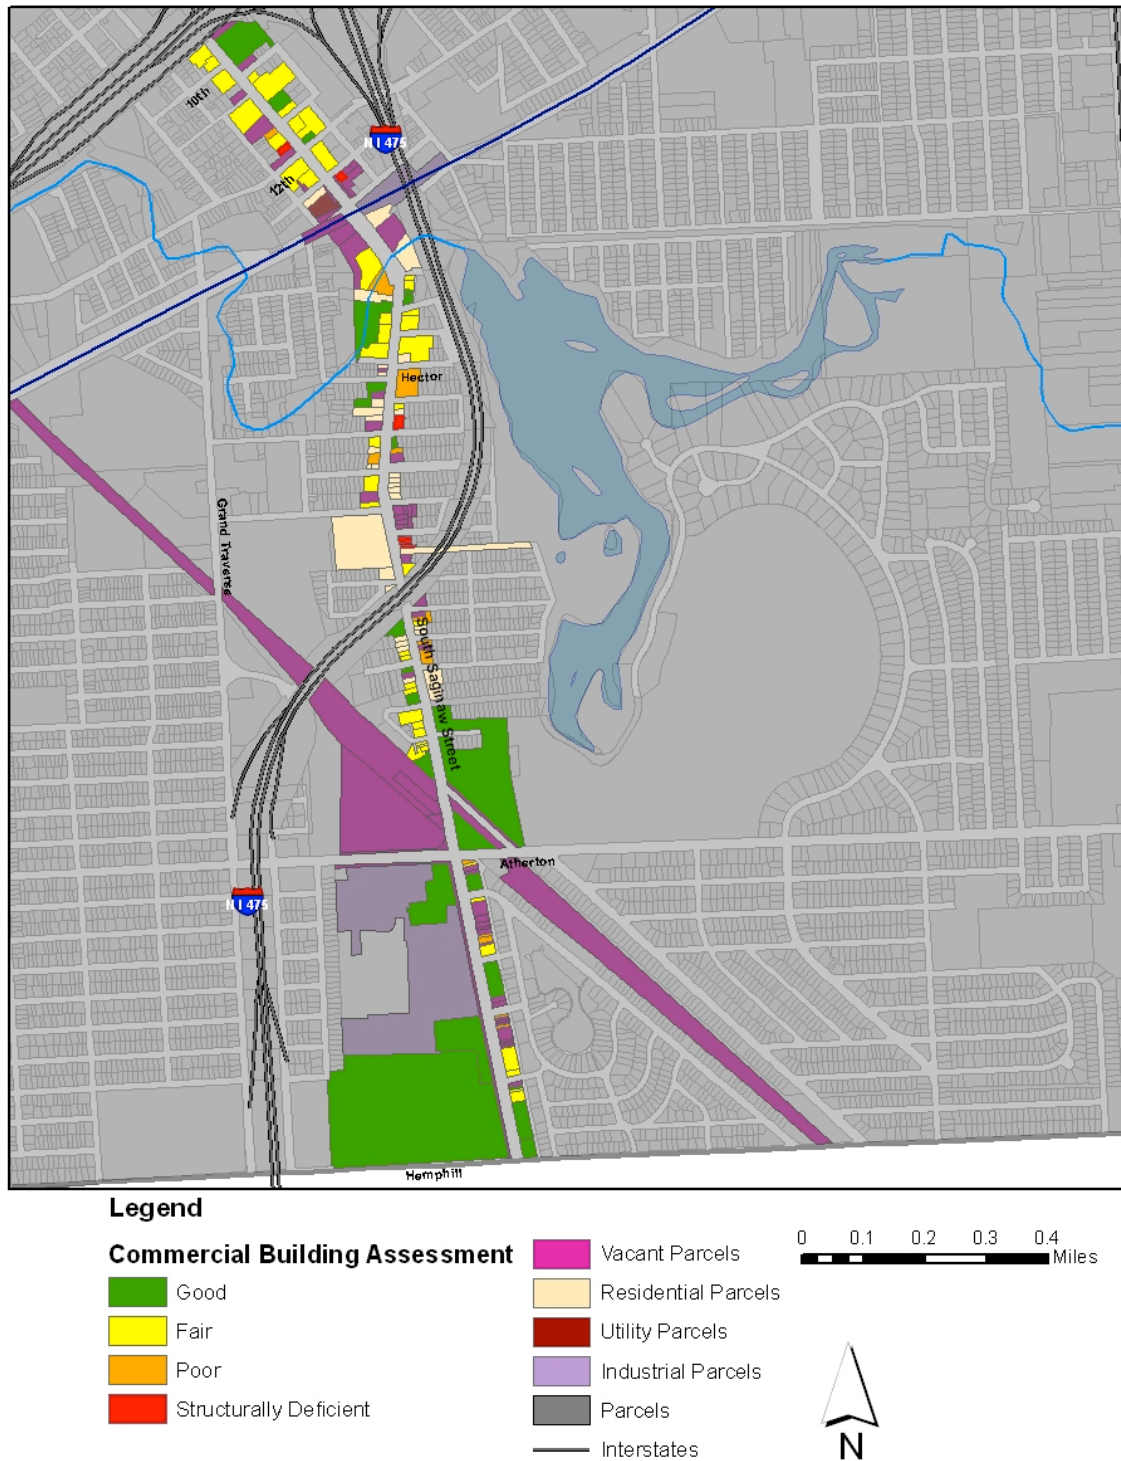 10th
N I 475
12th
Hector
Grand Traverse
South Saginaw Street
Atherton
N I 475
Hemphill
Legend
Commercial Building Assessment
Good
Fair
Poor
Structurally Deficient
Vacant Parcels
Residential Parcels
Utility Parcels
Industrial Parcels
Parcels
Interstates
0 0.1 0.2 0.3 0.4
Miles
N